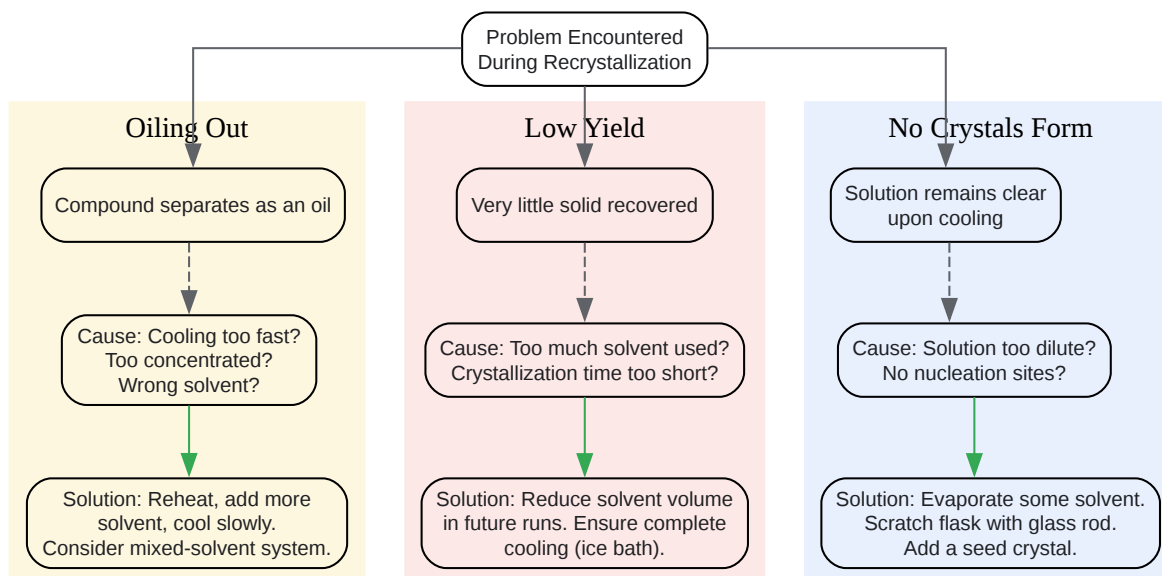 Problem Encountered
During Recrystallization
Oiling Out
Compound separates as an oil
Cause: Cooling too fast?
Too concentrated?
Wrong solvent?
Solution: Reheat, add more
solvent, cool slowly.
Consider mixed-solvent system.
Low Yield
Very little solid recovered
Cause: Too much solvent used?
Crystallization time too short?
Solution: Reduce solvent volume
in future runs. Ensure complete
cooling (ice bath).
No Crystals Form
Solution remains clear
upon cooling
Cause: Solution too dilute?
No nucleation sites?
Solution: Evaporate some solvent.
Scratch flask with glass rod.
Add a seed crystal.